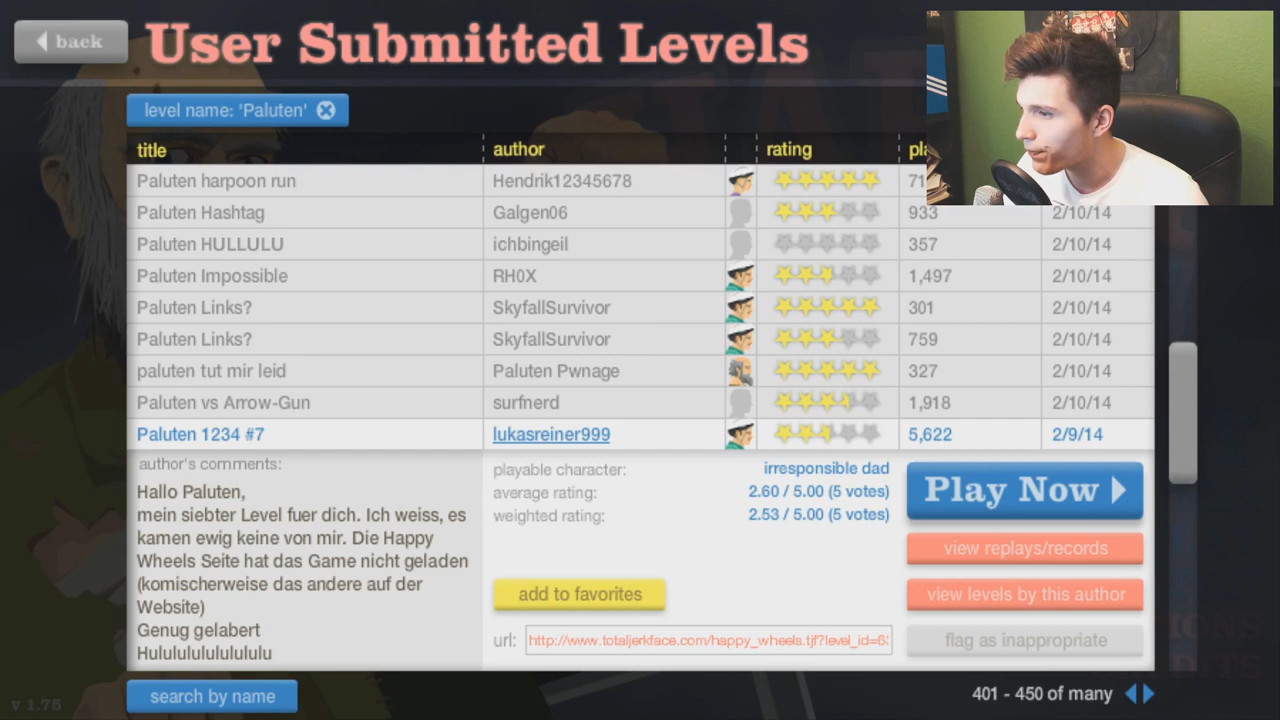 back
User Submitted Levels
level name: 'Paluten'
title author rating
Paluten harpoon run Hendrik12345678
Paluten Hashtag Galgen06 933 2/10/14
Paluten HULLULU ichbingeil 357 2/10/14
Paluten Impossible RH0X 1,497 2/10/14
Paluten Links? SkyfallSurvivor 301 2/10/14
Paluten Links? SkyfallSurvivor 759 2/10/14
paluten tut mir leid Paluten Pwnage 327 2/10/14
Paluten vs Arrow-Gun surfnerd 1,918 2/10/14
Paluten 1234 #7 lukasreiner999 5,622 2/9/14
author's comments:
Hallo Paluten,
mein siebter Level fuer dich. Ich weiss, es
kamen ewig keine von mir. Die Happy
Wheels Seite hat das Game nicht geladen
(komischerweise das andere auf der
Website)
Genug gelabert
Hulululululululu
playable character: irresponsible dad
average rating: 2.60 / 5.00 (5 votes)
weighted rating: 2.53 / 5.00 (5 votes)
add to favorites
url: http://www.totaljerkface.com/happy_wheels.tjf?level_id=6
Play Now
view replays/records
view levels by this author
flag as inappropriate
search by name
401 - 450 of many
v 1.75